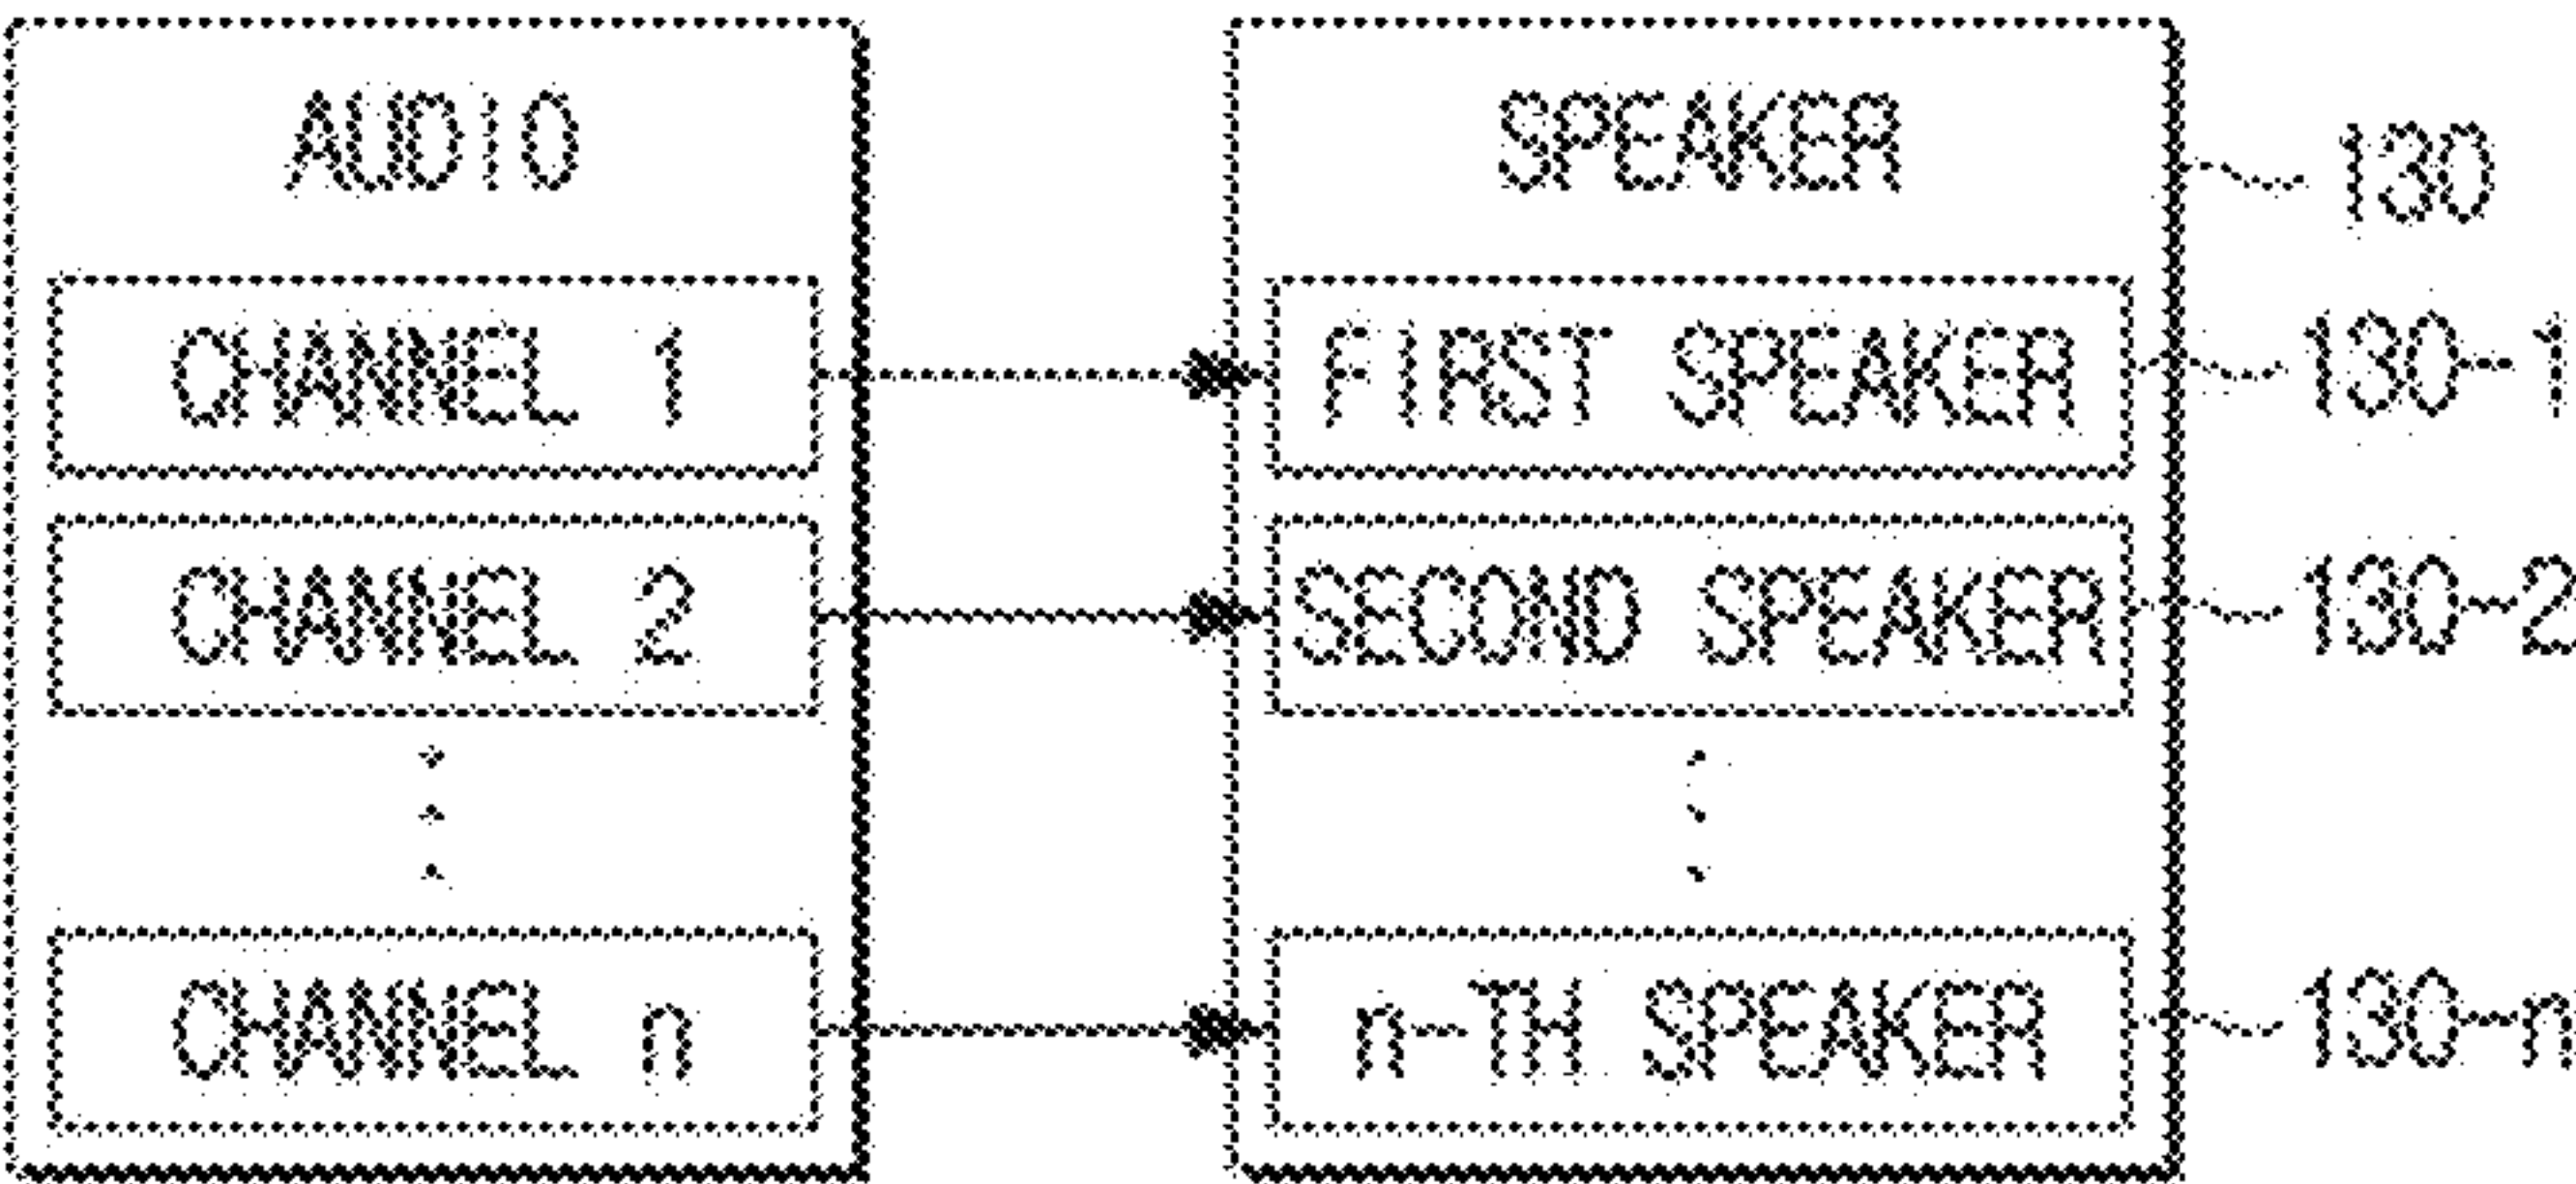 AUDIO
SPEAKER
130
CHANNEL 1
FIRST SPEAKER
130-1
CHANNEL 2
SECOND SPEAKER
130-2
CHANNEL n
n-TH SPEAKER
130-n